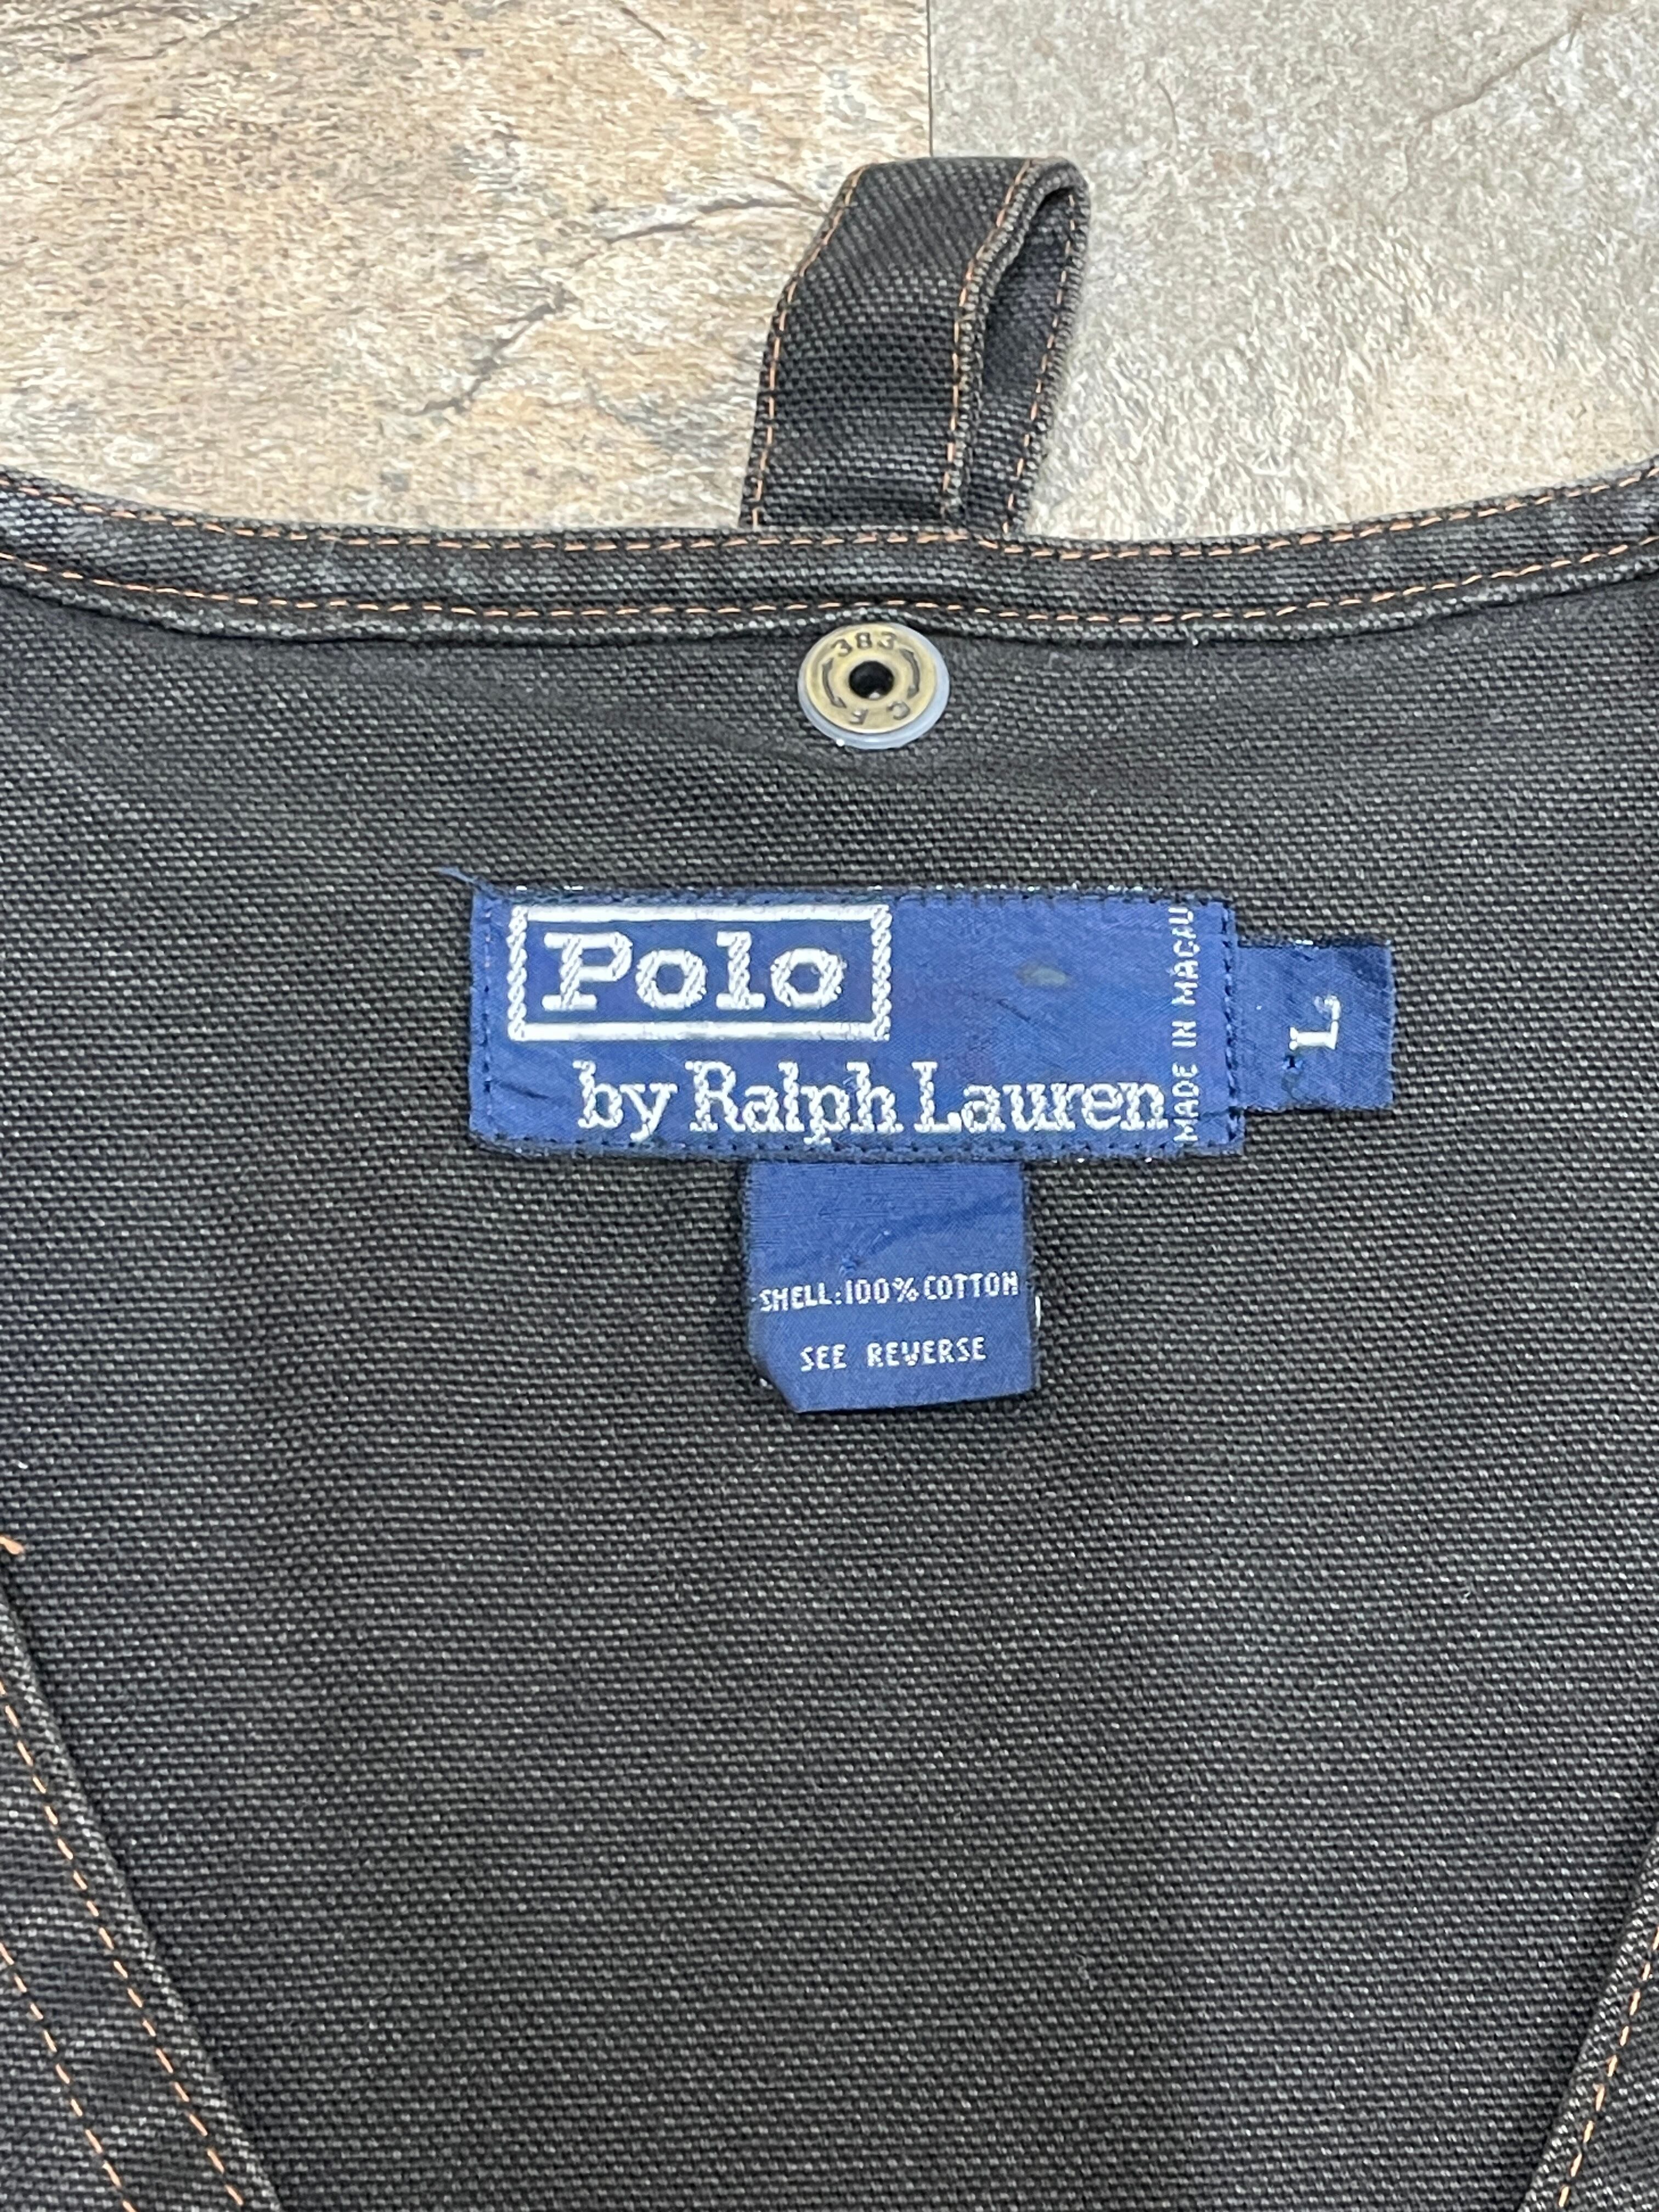 383
C F
Polo
by Ralph Lauren
MADE IN MACAU
L
SHELL:100% COTTON
SEE REVERSE